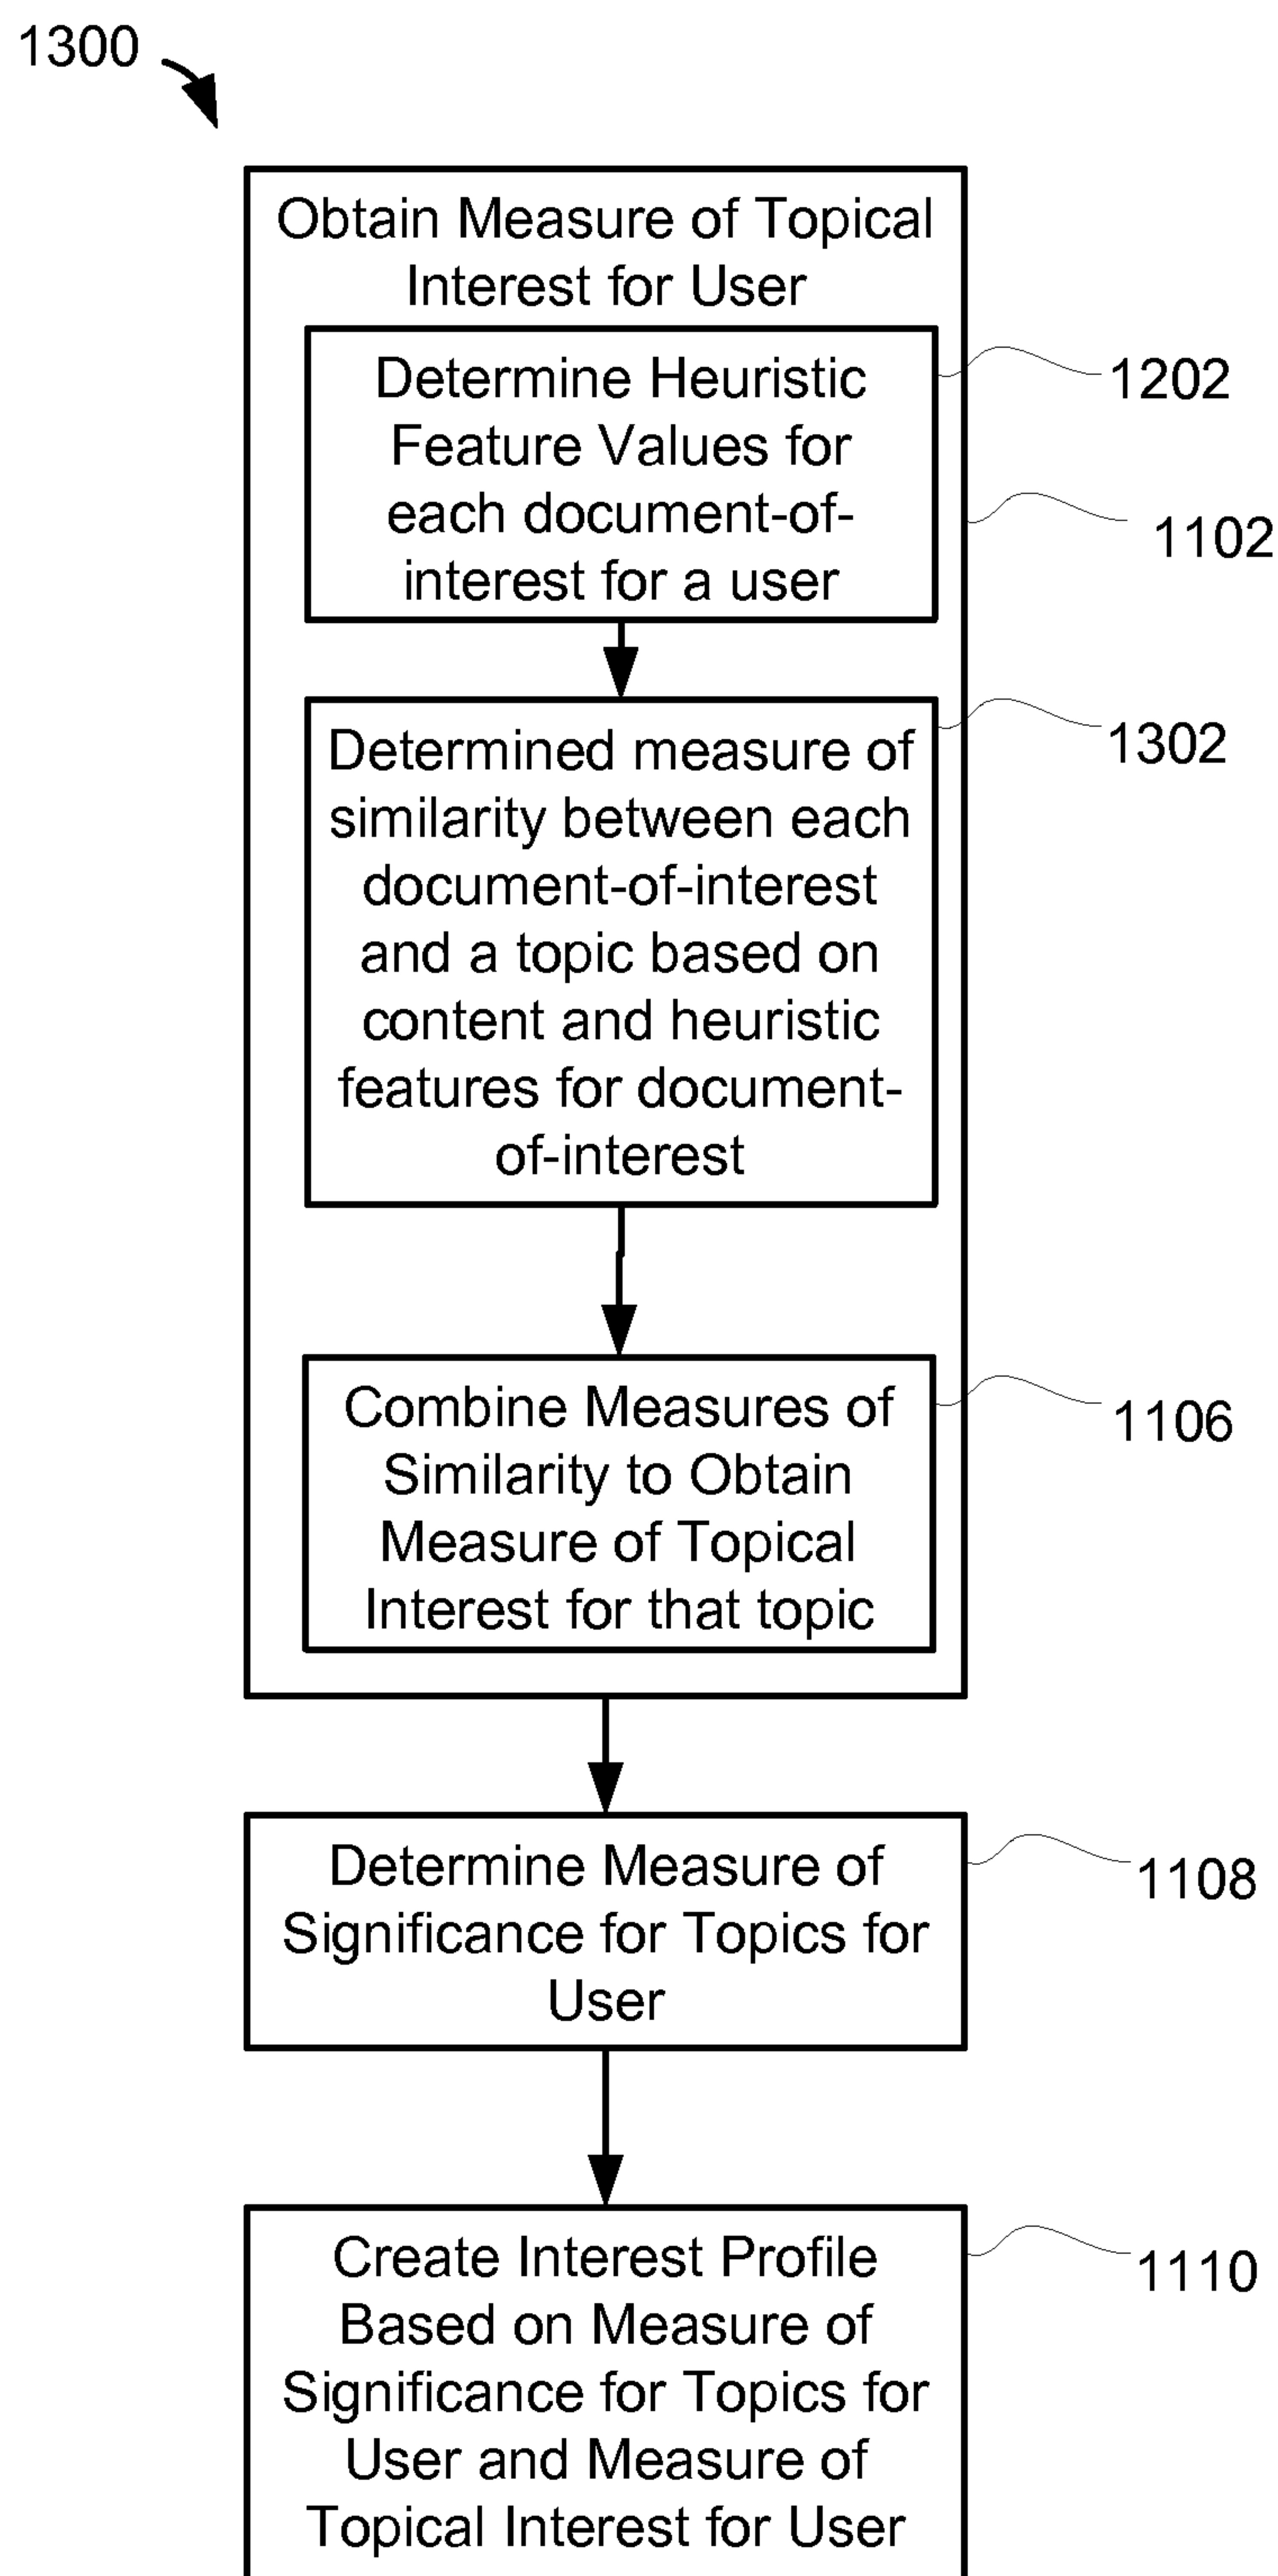 1300
Obtain Measure of Topical
Interest for User
Determine Heuristic
Feature Values for
each document-of-
interest for a user
1202
1102
Determined measure of
similarity between each
document-of-interest
and a topic based on
content and heuristic
features for document-
of-interest
1302
Combine Measures of
Similarity to Obtain
Measure of Topical
Interest for that topic
1106
Determine Measure of
Significance for Topics for
User
1108
Create Interest Profile
Based on Measure of
Significance for Topics for
User and Measure of
Topical Interest for User
1110